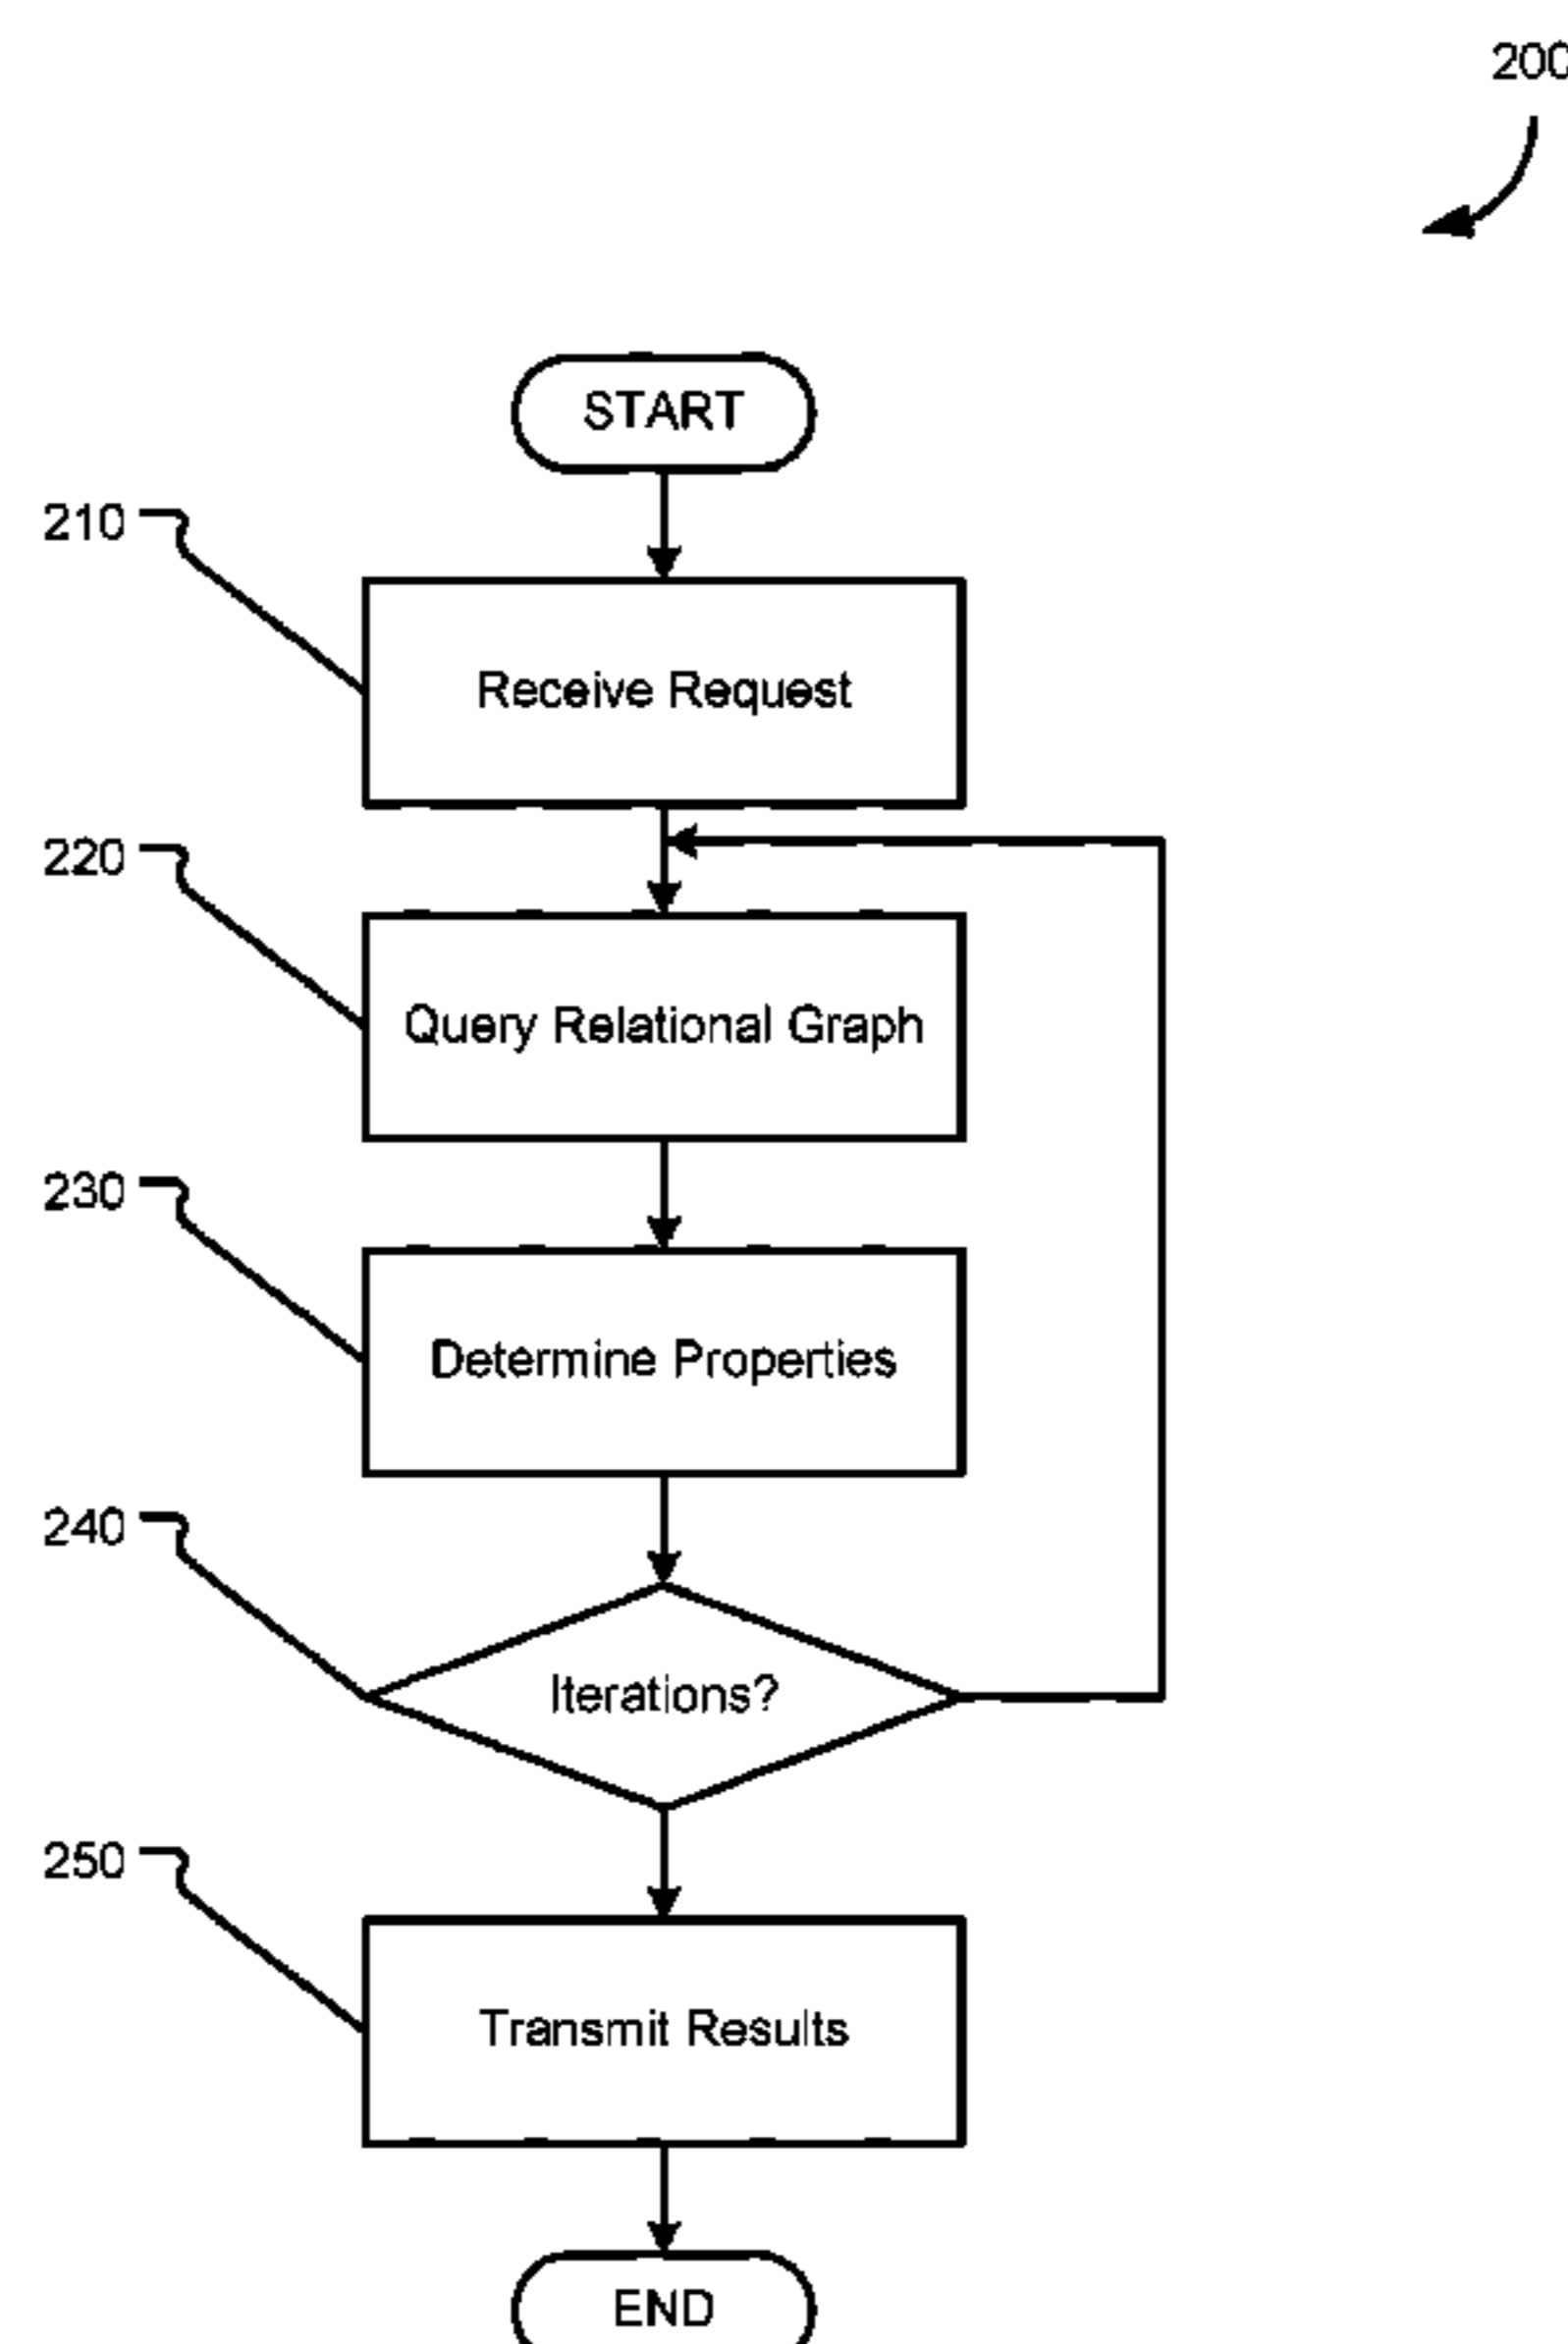 200
START
210
Receive Request
220
Query Relational Graph
230
Determine Properties
240
Iterations?
250
Transmit Results
END